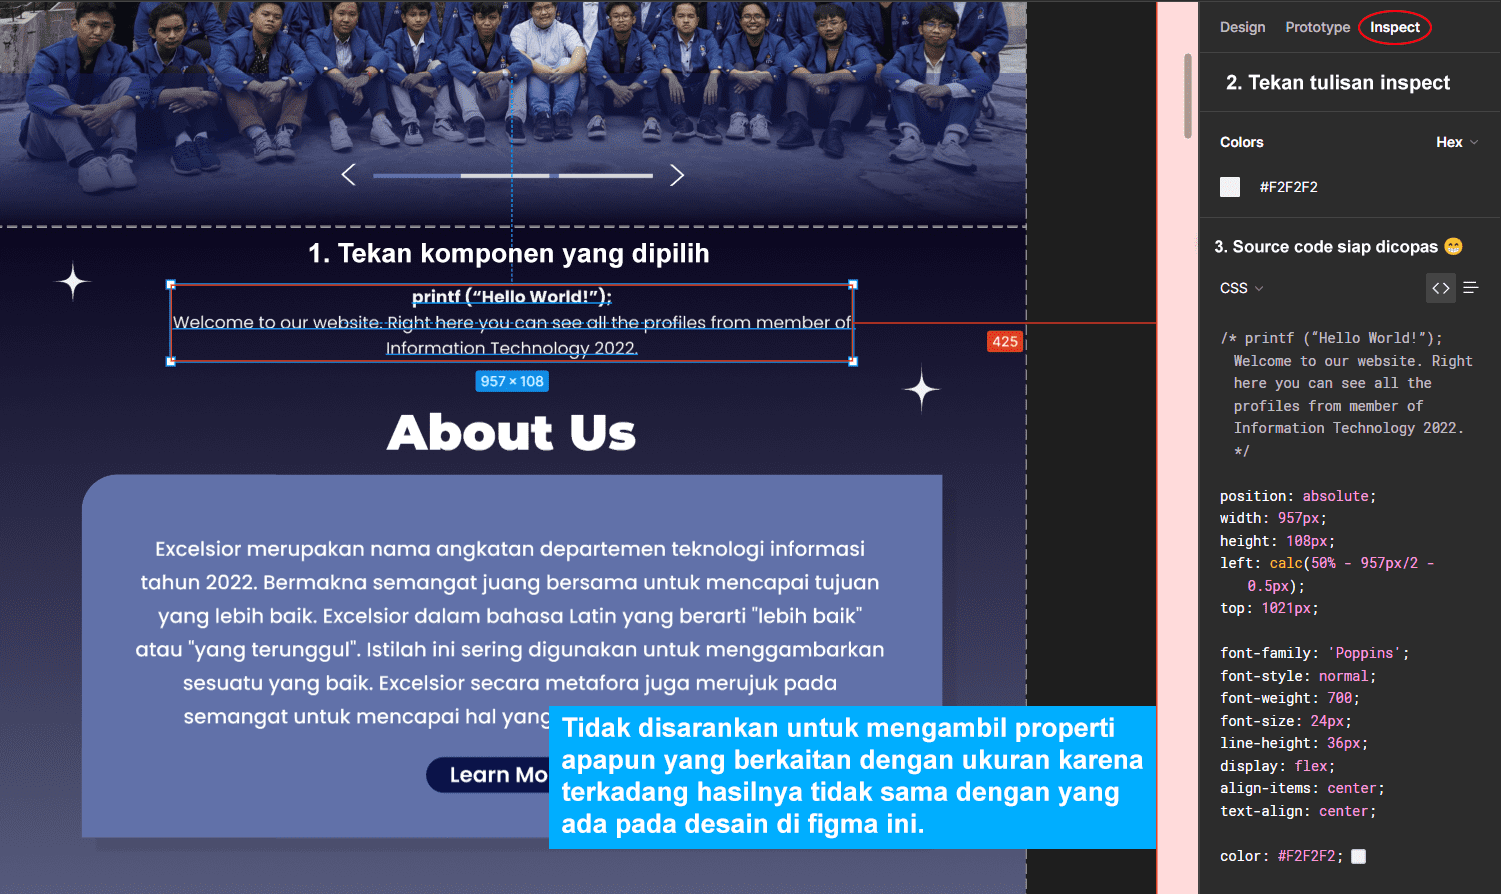 Design Prototype Inspect
2. Tekan tulisan inspect
Colors Hex
#F2F2F2
1. Tekan komponen yang dipilih
printf (“Hello World!”);
Welcome to our website. Right here you can see all the profiles from member of
Information Technology 2022.
425
957 × 108
About Us
Excelsior merupakan nama angkatan departemen teknologi informasi
tahun 2022. Bermakna semangat juang bersama untuk mencapai tujuan
yang lebih baik. Excelsior dalam bahasa Latin yang berarti "lebih baik"
atau "yang terunggul". Istilah ini sering digunakan untuk menggambarkan
sesuatu yang baik. Excelsior secara metafora juga merujuk pada
semangat untuk mencapai hal yang
Learn Mo
Tidak disarankan untuk mengambil properti
apapun yang berkaitan dengan ukuran karena
terkadang hasilnya tidak sama dengan yang
ada pada desain di figma ini.
3. Source code siap dicopas 😁
CSS
/* printf (“Hello World!”);
Welcome to our website. Right
here you can see all the
profiles from member of
Information Technology 2022.
*/
position: absolute;
width: 957px;
height: 108px;
left: calc(50% - 957px/2 -
0.5px);
top: 1021px;
font-family: 'Poppins';
font-style: normal;
font-weight: 700;
font-size: 24px;
line-height: 36px;
display: flex;
align-items: center;
text-align: center;
color: #F2F2F2;